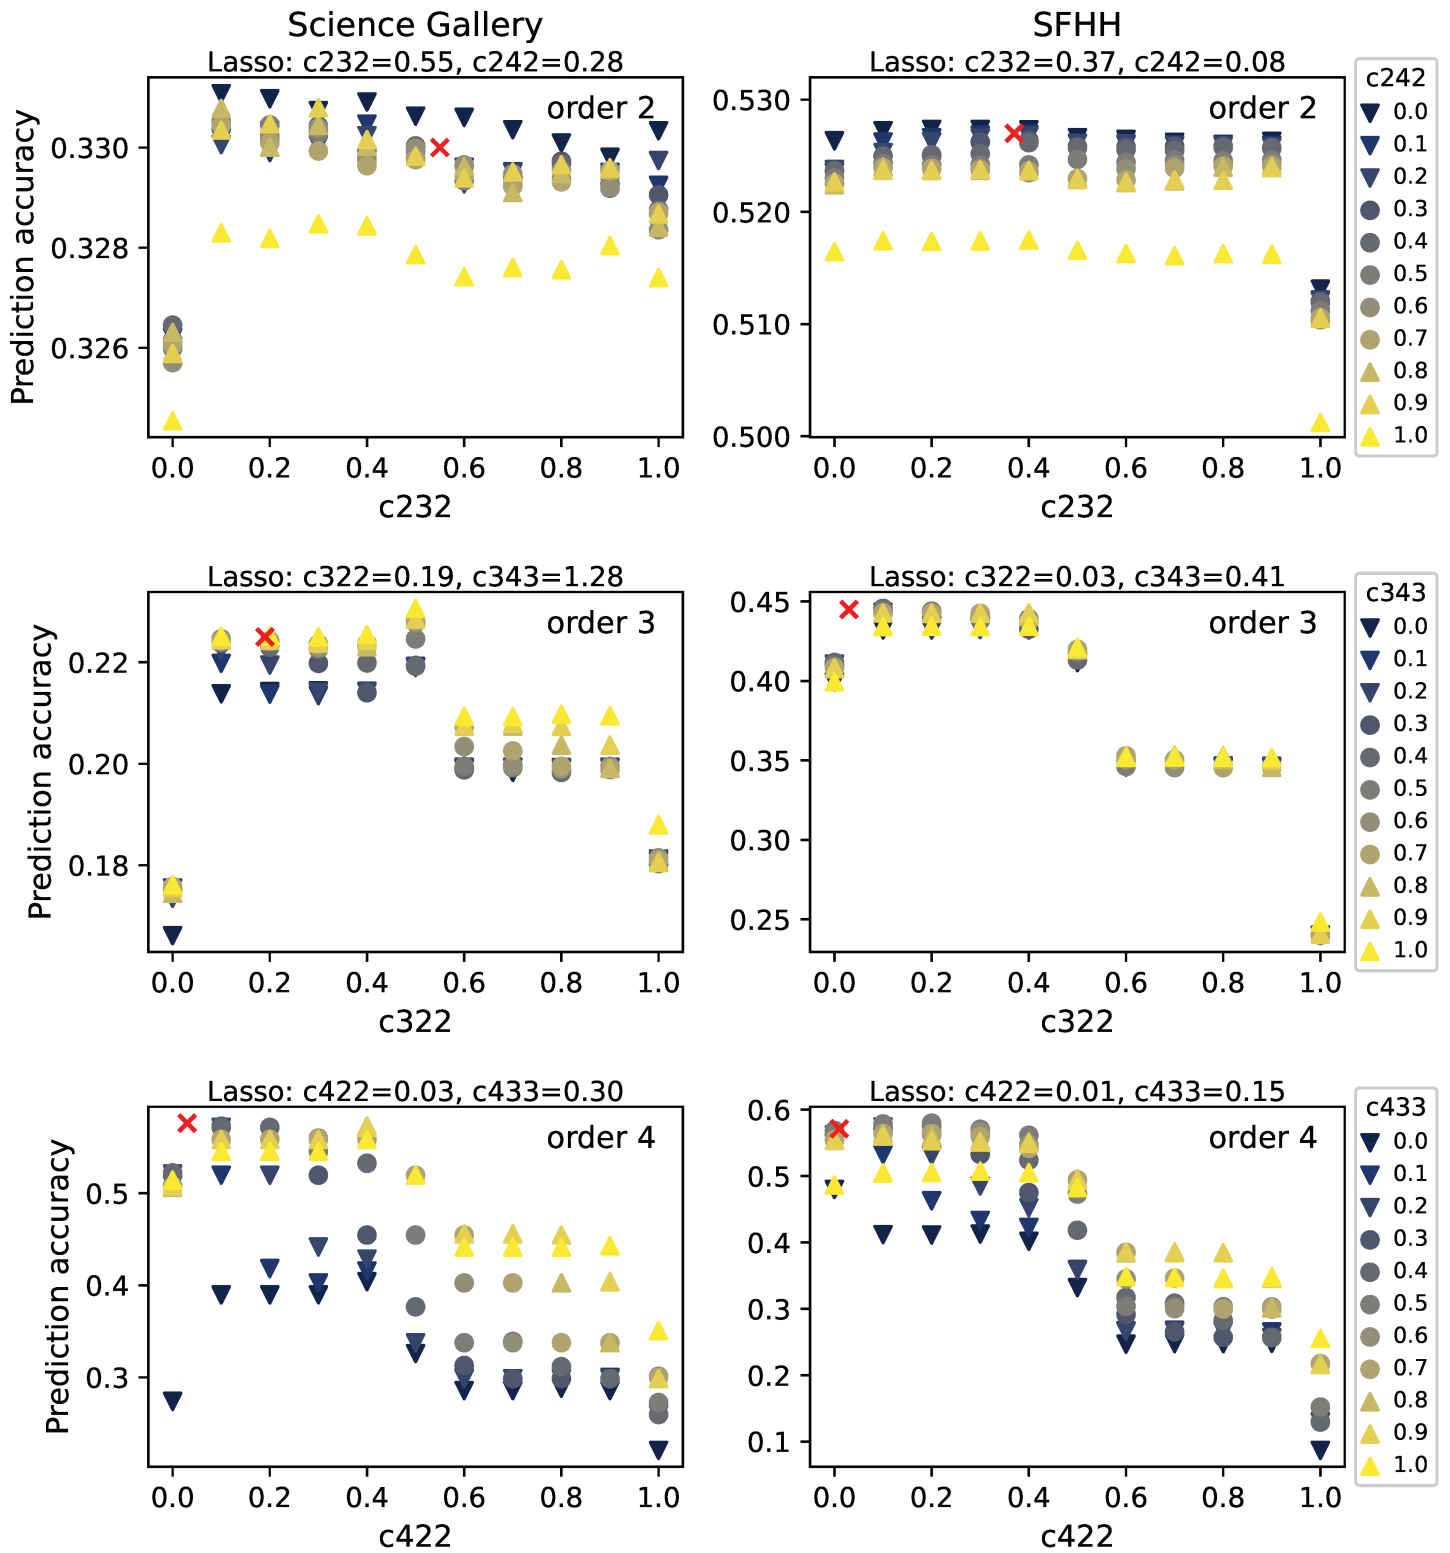 Science Gallery
SFHH
Lasso: c232=0.55, c242=0.28
Lasso: c232=0.37, c242=0.08
order 2
order 2
Prediction accuracy
0.330
0.328
0.326
0.530
0.520
0.510
0.500
0.0 0.2 0.4 0.6 0.8 1.0
0.0 0.2 0.4 0.6 0.8 1.0
c232
c232
c242
0.0
0.1
0.2
0.3
0.4
0.5
0.6
0.7
0.8
0.9
1.0
Lasso: c322=0.19, c343=1.28
Lasso: c322=0.03, c343=0.41
order 3
order 3
Prediction accuracy
0.22
0.20
0.18
0.45
0.40
0.35
0.30
0.25
0.0 0.2 0.4 0.6 0.8 1.0
0.0 0.2 0.4 0.6 0.8 1.0
c322
c322
c343
0.0
0.1
0.2
0.3
0.4
0.5
0.6
0.7
0.8
0.9
1.0
Lasso: c422=0.03, c433=0.30
Lasso: c422=0.01, c433=0.15
order 4
order 4
Prediction accuracy
0.5
0.4
0.3
0.6
0.5
0.4
0.3
0.2
0.1
0.0 0.2 0.4 0.6 0.8 1.0
0.0 0.2 0.4 0.6 0.8 1.0
c422
c422
c433
0.0
0.1
0.2
0.3
0.4
0.5
0.6
0.7
0.8
0.9
1.0